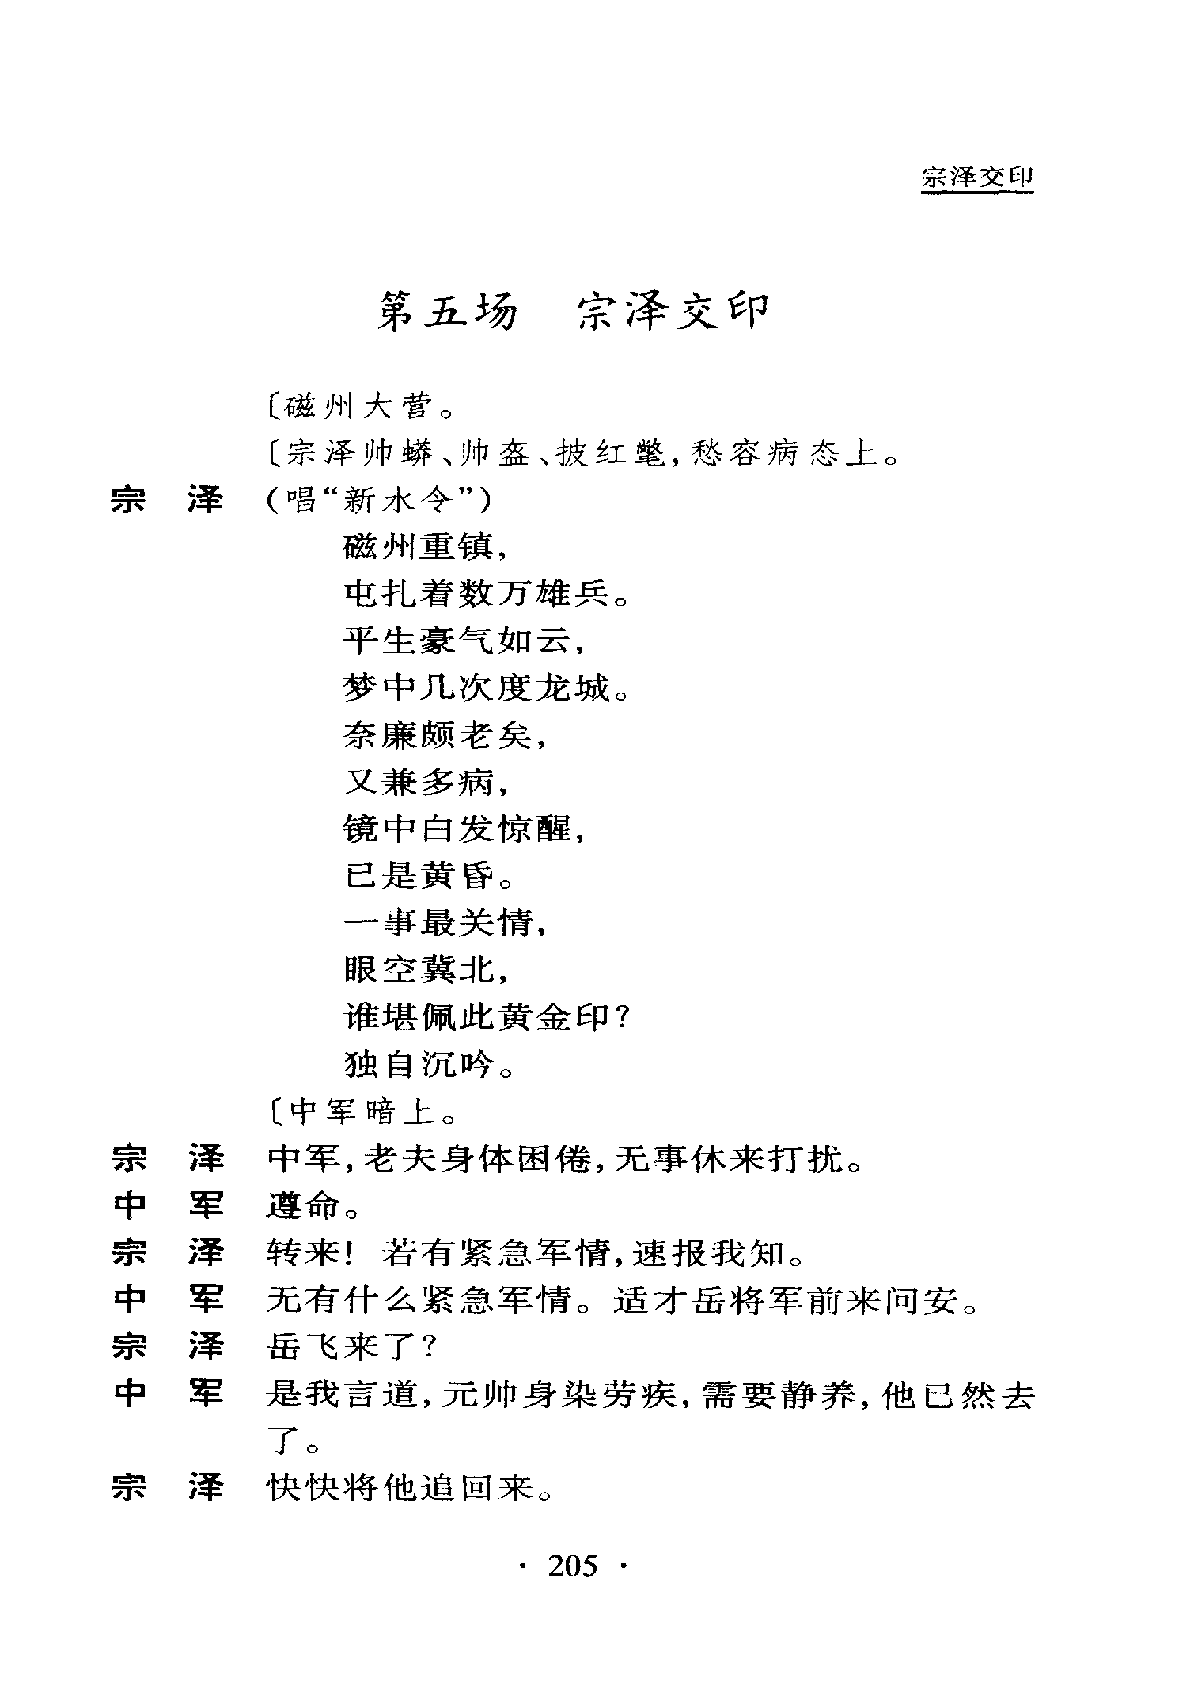 宗泽交印
第五场　宗泽交印
〔磁州大营。
〔宗泽帅蟒、帅盔、披红氅,愁容病态上。
宗　泽　(唱“新水令”)
磁州重镇,
屯扎着数万雄兵。
平生豪气如云,
梦中几次度龙城。
奈廉颇老矣,
又兼多病,
镜中白发惊醒,
已是黄昏。
一事最关情,
眼空冀北,
谁堪佩此黄金印?
独自沉吟。
〔中军暗上。
宗　泽　中军,老夫身体困倦,无事休来打扰。
中　军　遵命。
宗　泽　转来! 若有紧急军情,速报我知。
中　军　无有什么紧急军情。适才岳将军前来问安。
宗　泽　岳飞来了?
中　军　是我言道,元帅身染劳疾,需要静养,他已然去
了。
宗　泽　快快将他追回来。
· 205 ·